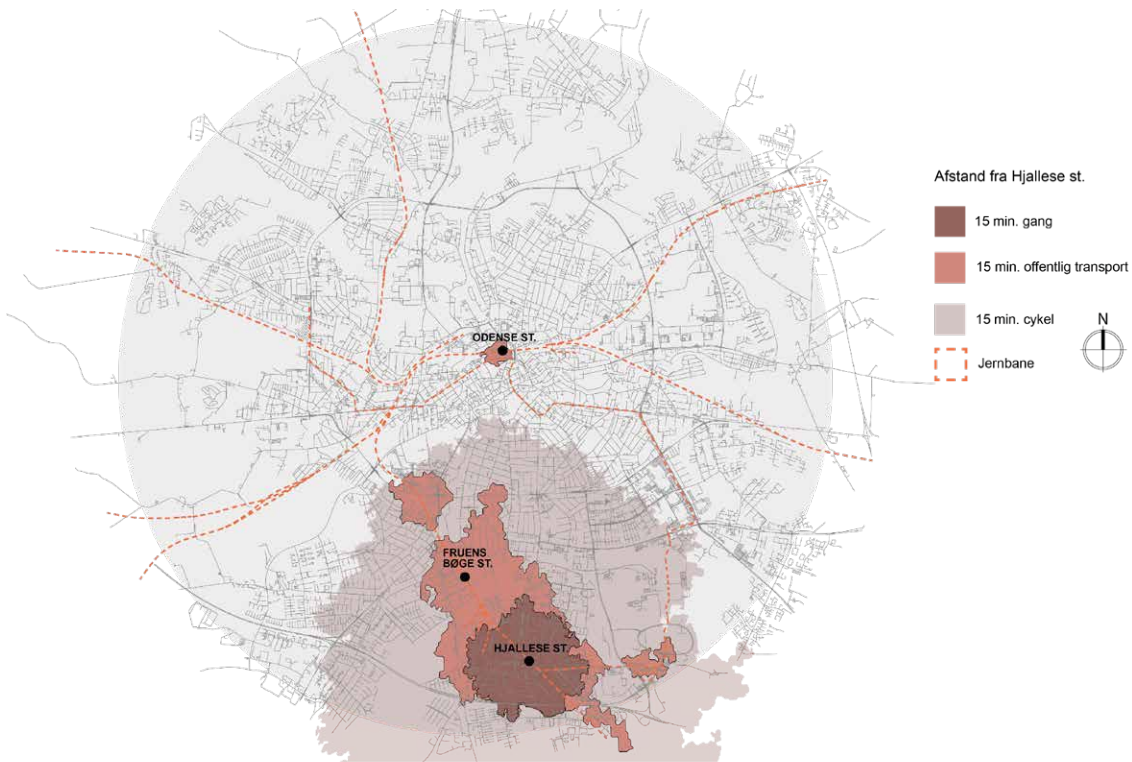 ODENSE ST.
FRUENS
BØGE ST.
HJALLESE ST.
Afstand fra Hjallese st.
15 min. gang
15 min. offentlig transport
15 min. cykel
Jernbane
N